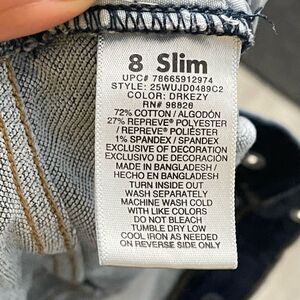 8 Slim
UPC# 78665912974
STYLE: 25WUJD0489C2
COLOR: DRKEZY
RN# 98828
72% COTTON / ALGODÓN
27% REPREVE® POLYESTER
/ REPREVE® POLIÉSTER
1% SPANDEX / SPANDEX
EXCLUSIVE OF DECORATION
EXCLUSIVO DE DECORACIÓN
MADE IN BANGLADESH /
HECHO EN BANGLADESH
TURN INSIDE OUT
WASH SEPARATELY
MACHINE WASH COLD
WITH LIKE COLORS
DO NOT BLEACH
TUMBLE DRY LOW
COOL IRON AS NEEDED
ON REVERSE SIDE ONLY